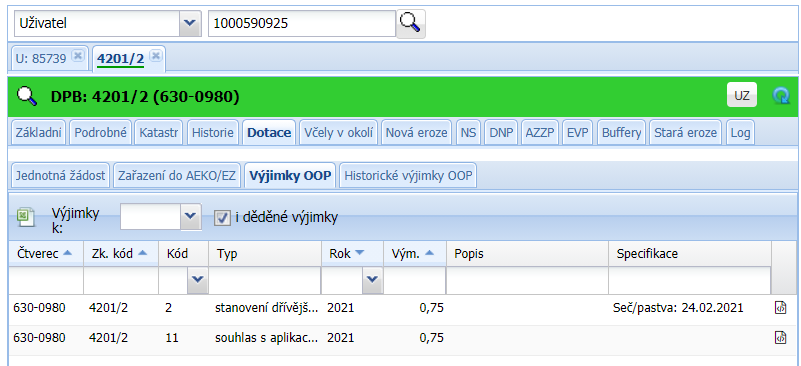 Uživatel 1000590925
U: 85739 4201/2
DPB: 4201/2 (630-0980) UZ
Základní Podrobné Katastr Historie Dotace Včely v okolí Nová eroze NS DNP AZZP EVP Buffery Stará eroze Log
Jednotná žádost Zařazení do AEKO/EZ Výjimky OOP Historické výjimky OOP
Výjimky k: i děděné výjimky
Čtverec Zk. kód Kód Typ Rok Vým. Popis Specifikace
630-0980 4201/2 2 stanovení dřívějš... 2021 0,75 Seč/pastva: 24.02.2021
630-0980 4201/2 11 souhlas s aplikac... 2021 0,75